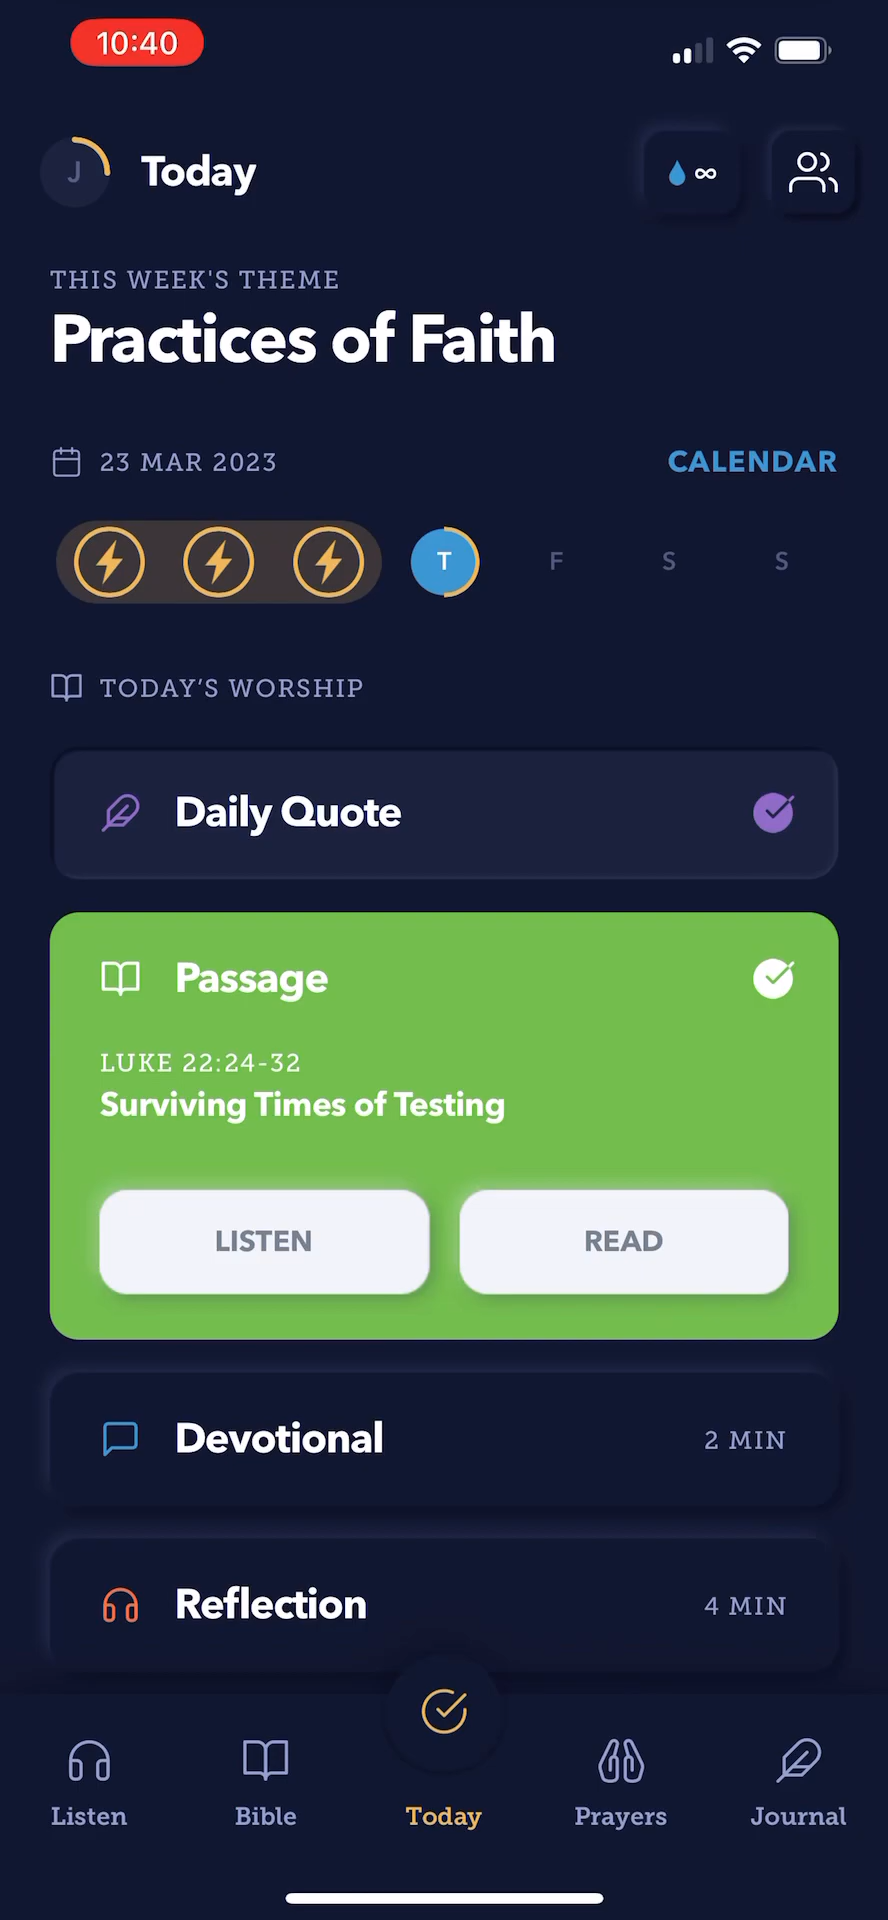 10:40
J
Today
∞
THIS WEEK'S THEME
Practices of Faith
23 MAR 2023
CALENDAR
T F S S
TODAY’S WORSHIP
Daily Quote
Passage
LUKE 22:24-32
Surviving Times of Testing
LISTEN
READ
Devotional
2 MIN
Reflection
4 MIN
Listen
Bible
Today
Prayers
Journal